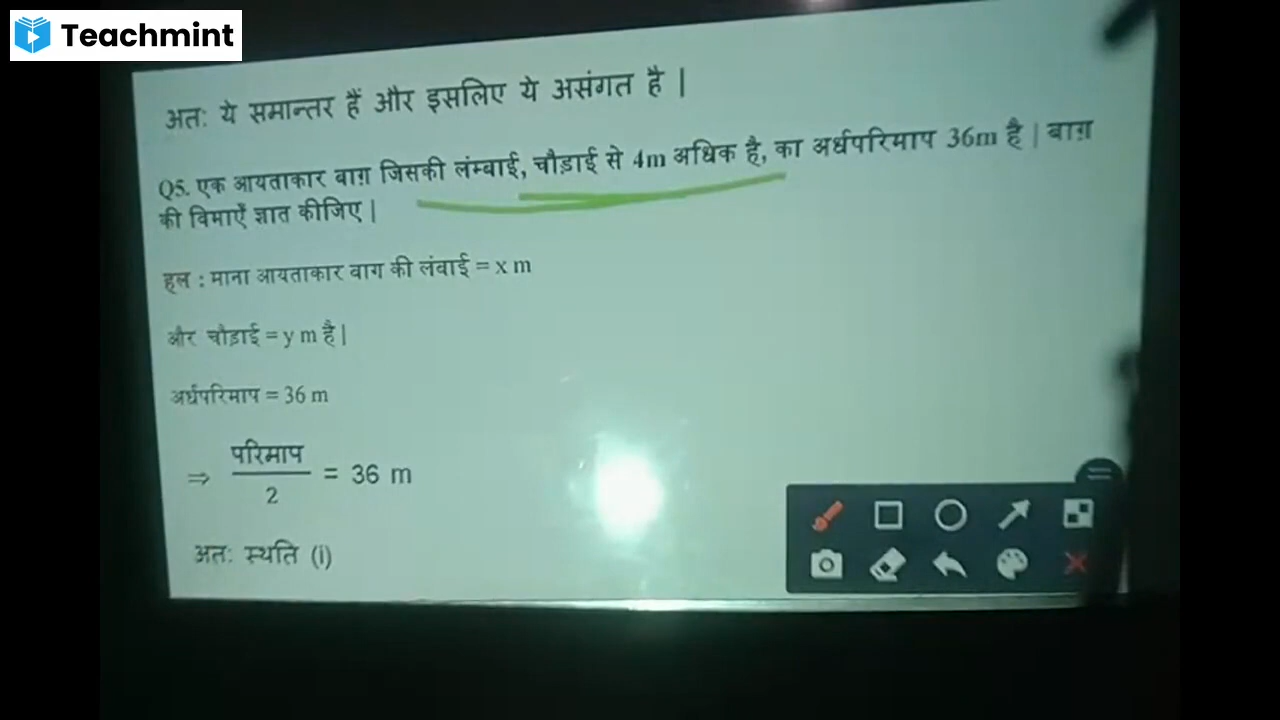 Teachmint
अतः ये समान्तर हैं और इसलिए ये असंगत है |
Q5. एक आयताकार बाग़ जिसकी लंम्बाई, चौड़ाई से 4m अधिक है, का अर्धपरिमाप 36m है | बाग़
की विमाएँ ज्ञात कीजिए |
हल : माना आयताकार बाग की लंबाई = x m
और चौड़ाई = y m है |
अर्धपरिमाप = 36 m
⇒ परिमाप/2 = 36 m
अतः स्थति (i)